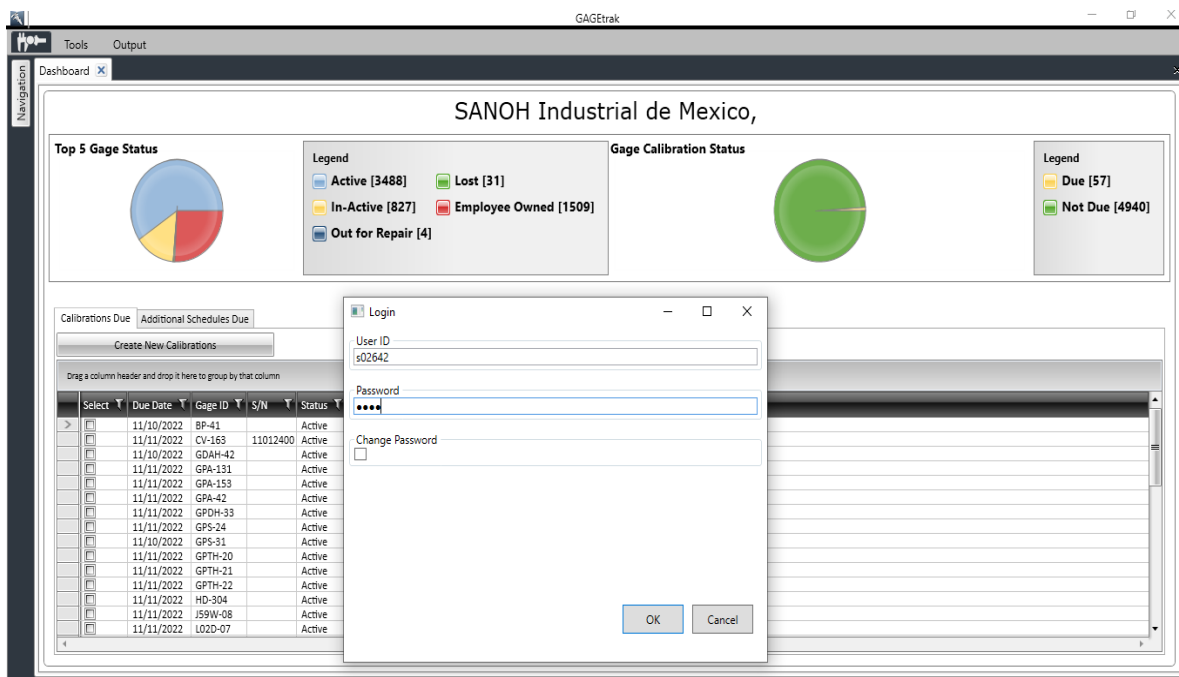 GAGEtrak
Tools Output
Navigation
Dashboard
SANOH Industrial de Mexico,
Top 5 Gage Status
Legend
Active [3488] Lost [31]
In-Active [827] Employee Owned [1509]
Out for Repair [4]
Gage Calibration Status
Legend
Due [57]
Not Due [4940]
Calibrations Due Additional Schedules Due
Create New Calibrations
Drag a column header and drop it here to group by that column
Select Due Date Gage ID S/N Status
11/10/2022 BP-41 Active
11/11/2022 CV-163 11012400 Active
11/10/2022 GDAH-42 Active
11/11/2022 GPA-131 Active
11/11/2022 GPA-153 Active
11/11/2022 GPA-42 Active
11/11/2022 GPDH-33 Active
11/11/2022 GPS-24 Active
11/10/2022 GPS-31 Active
11/11/2022 GPTH-20 Active
11/11/2022 GPTH-21 Active
11/11/2022 GPTH-22 Active
11/11/2022 HD-304 Active
11/11/2022 J59W-08 Active
11/11/2022 L02D-07 Active
Login
User ID
s02642
Password
••••
Change Password
OK Cancel